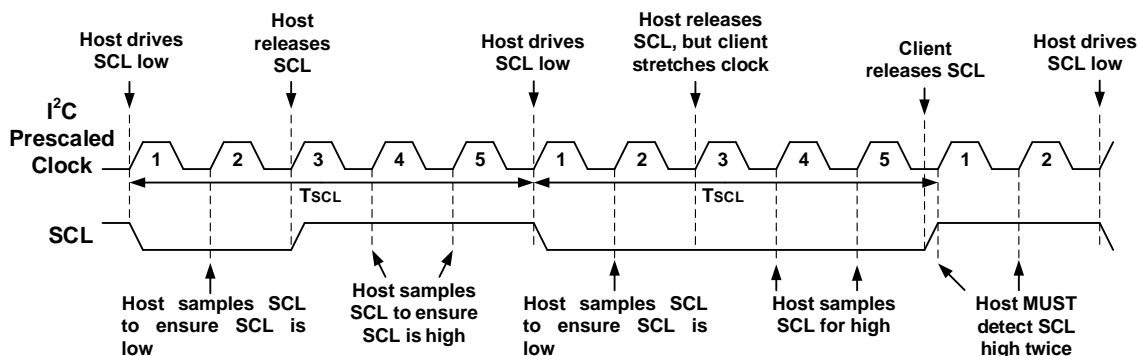 Host drives
SCL low
Host
releases
SCL
Host drives
SCL low
Host releases
SCL, but client
stretches clock
Client
releases SCL
Host drives
SCL low
I²C
Prescaled
Clock
1 2 3 4 5 1 2 3 4 5 1 2
TSCL TSCL
SCL
Host samples SCL
to ensure SCL is
low
Host samples
SCL to ensure
SCL is high
Host samples SCL
to ensure SCL is
low
Host samples
SCL for high
Host MUST
detect SCL
high twice